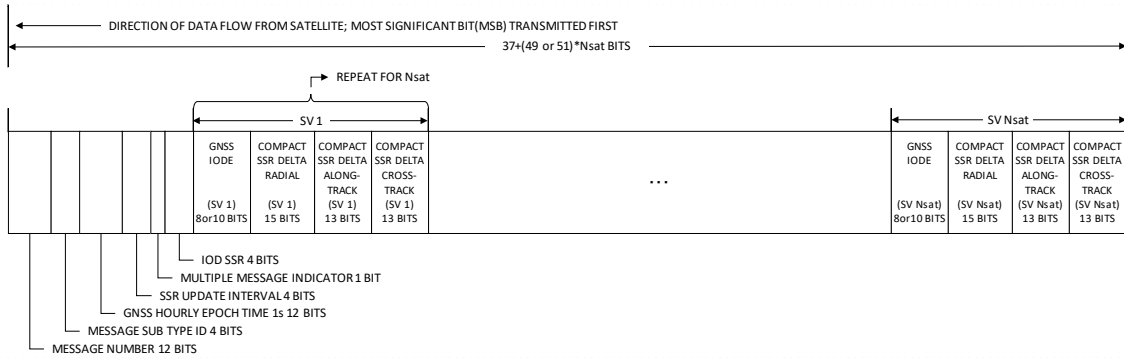 DIRECTION OF DATA FLOW FROM SATELLITE; MOST SIGNIFICANT BIT(MSB) TRANSMITTED FIRST
37+(49 or 51)*Nsat BITS
REPEAT FOR Nsat
SV 1
SV Nsat
GNSS
IODE
(SV 1)
8or10 BITS
COMPACT
SSR DELTA
RADIAL
(SV 1)
15 BITS
COMPACT
SSR DELTA
ALONG-
TRACK
(SV 1)
13 BITS
COMPACT
SSR DELTA
CROSS-
TRACK
(SV 1)
13 BITS
...
GNSS
IODE
(SV Nsat)
8or10 BITS
COMPACT
SSR DELTA
RADIAL
(SV Nsat)
15 BITS
COMPACT
SSR DELTA
ALONG-
TRACK
(SV Nsat)
13 BITS
COMPACT
SSR DELTA
CROSS-
TRACK
(SV Nsat)
13 BITS
IOD SSR 4 BITS
MULTIPLE MESSAGE INDICATOR 1 BIT
SSR UPDATE INTERVAL 4 BITS
GNSS HOURLY EPOCH TIME 1s 12 BITS
MESSAGE SUB TYPE ID 4 BITS
MESSAGE NUMBER 12 BITS